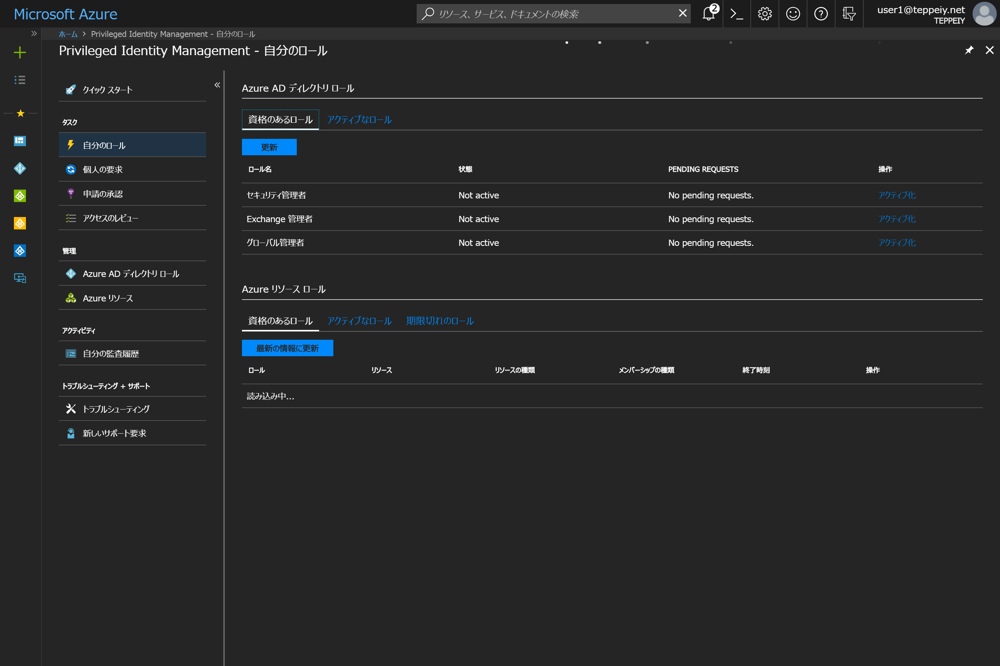 Microsoft Azure
リソース、サービス、ドキュメントの検索
2
user1@teppeiy.net
TEPPEIY
ホーム > Privileged Identity Management - 自分のロール
Privileged Identity Management - 自分のロール
クイック スタート
タスク
自分のロール
個人の要求
申請の承認
アクセスのレビュー
管理
Azure AD ディレクトリ ロール
Azure リソース
アクティビティ
自分の監査履歴
トラブルシューティング + サポート
トラブルシューティング
新しいサポート要求
Azure AD ディレクトリ ロール
資格のあるロール アクティブなロール
更新
ロール名 状態 PENDING REQUESTS 操作
セキュリティ管理者 Not active No pending requests. アクティブ化
Exchange 管理者 Not active No pending requests. アクティブ化
グローバル管理者 Not active No pending requests. アクティブ化
Azure リソース ロール
資格のあるロール アクティブなロール 期限切れのロール
最新の情報に更新
ロール リソース リソースの種類 メンバーシップの種類 終了時刻 操作
読み込み中...